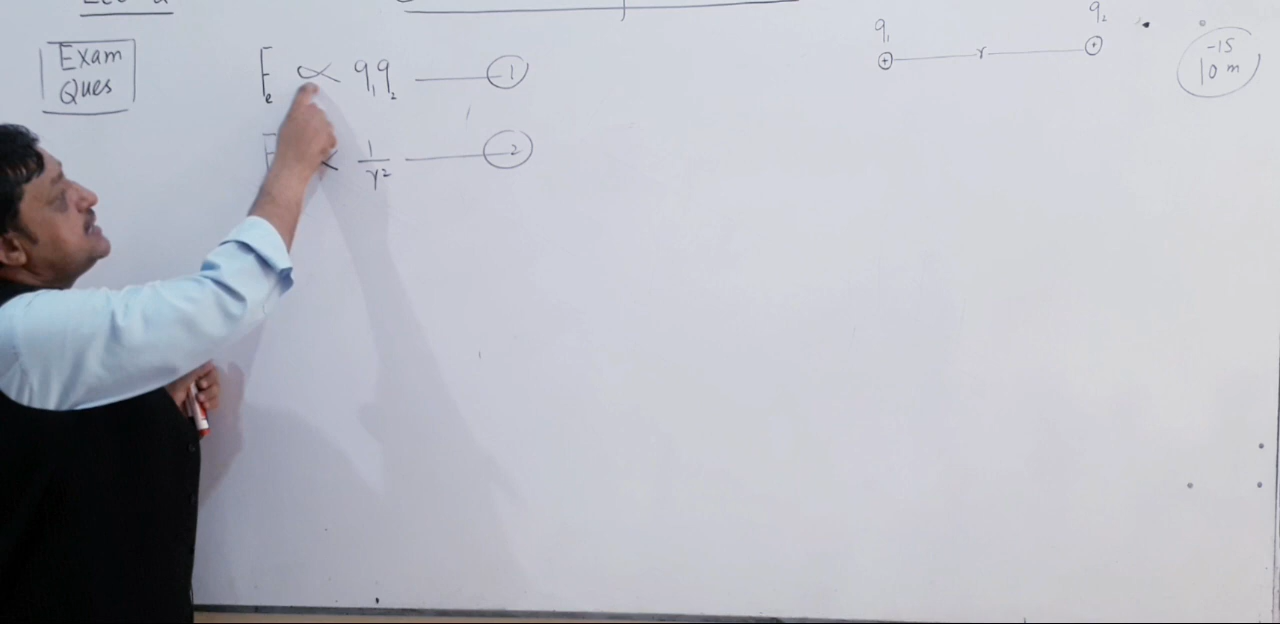 Exam
Ques
Fe ∝ q₁q₂ —— ①
∝ 1/r² —— ②
q₁ q₂
⊕ —— r —— ⊕
10⁻¹⁵ m